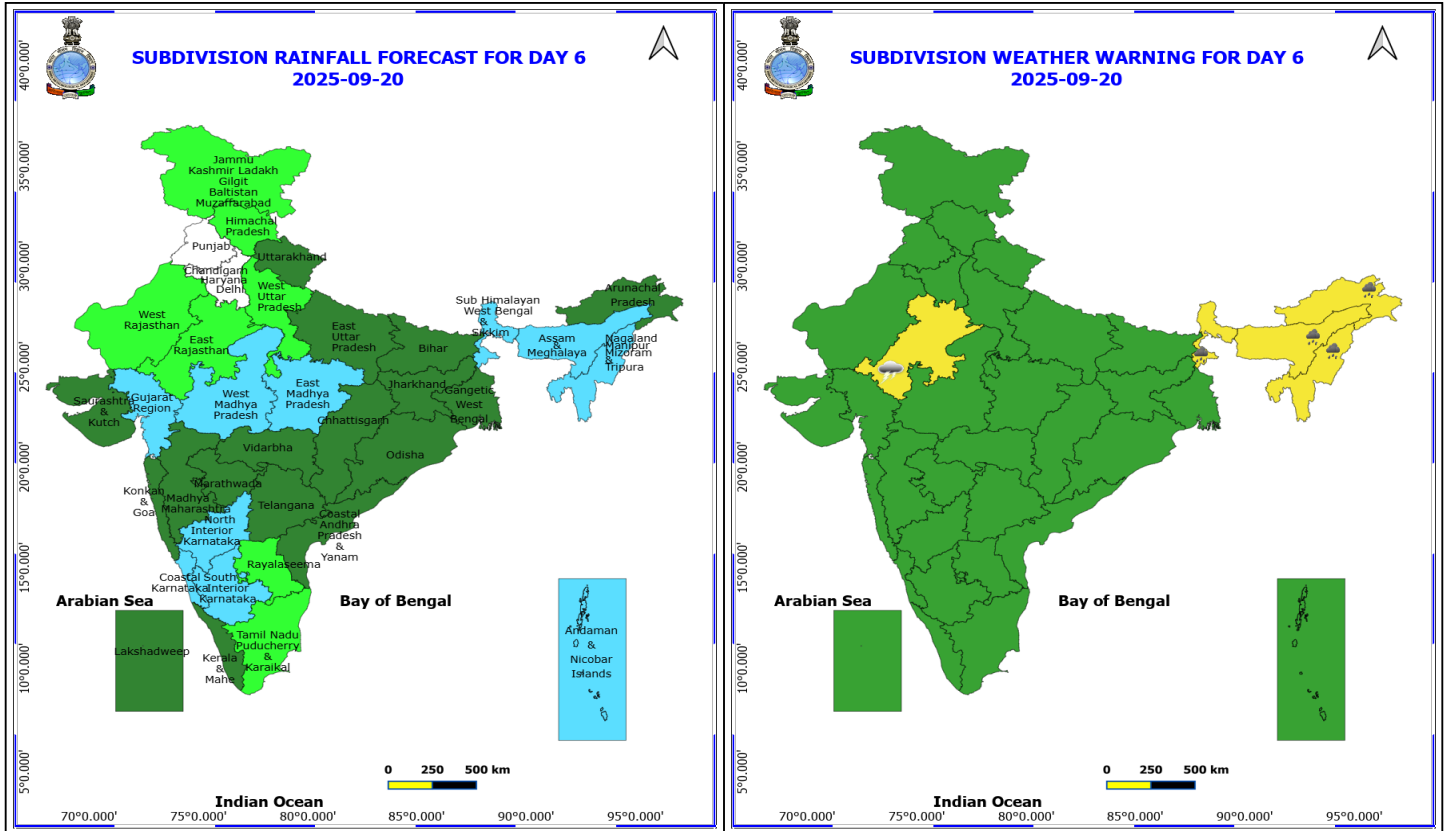 SUBDIVISION RAINFALL FORECAST FOR DAY 6
2025-09-20
40°0.000'
35°0.000'
30°0.000'
25°0.000'
20°0.000'
15°0.000'
10°0.000'
5°0.000'
Jammu
Kashmir Ladakh
Gilgit
Baltistan
Muzaffarabad
Himachal
Pradesh
Punjab
Uttarakhand
Chandigarh
Haryana
Delhi
West
Uttar
Pradesh
West
Rajasthan
East
Rajasthan
East
Uttar
Pradesh
Bihar
Sub Himalayan
West Bengal
&
Sikkim
Arunachal
Pradesh
Assam
&
Meghalaya
Nagaland
Manipur
Mizoram
&
Tripura
Saurashtra
&
Kutch
Gujarat
Region
West
Madhya
Pradesh
East
Madhya
Pradesh
Jharkhand
Gangetic
West
Bengal
Chhattisgarh
Vidarbha
Odisha
Konkan
&
Goa
Madhya
Maharashtra
Marathwada
Telangana
Coastal
Andhra
Pradesh
&
Yanam
North
Interior
Karnataka
Rayalaseema
Coastal
Karnataka
South
Interior
Karnataka
Arabian Sea
Bay of Bengal
Lakshadweep
Kerala
&
Mahe
Tamil Nadu
Puducherry
&
Karaikal
Andaman
&
Nicobar
Islands
0 250 500 km
Indian Ocean
70°0.000' 75°0.000' 80°0.000' 85°0.000' 90°0.000' 95°0.000'
SUBDIVISION WEATHER WARNING FOR DAY 6
2025-09-20
40°0.000'
35°0.000'
30°0.000'
25°0.000'
20°0.000'
15°0.000'
10°0.000'
5°0.000'
Arabian Sea
Bay of Bengal
0 250 500 km
Indian Ocean
70°0.000' 75°0.000' 80°0.000' 85°0.000' 90°0.000' 95°0.000'